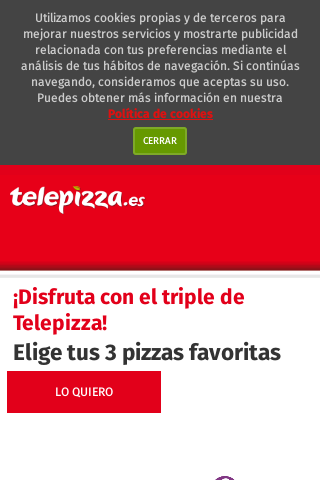 Utilizamos cookies propias y de terceros para
mejorar nuestros servicios y mostrarte publicidad
relacionada con tus preferencias mediante el
análisis de tus hábitos de navegación. Si continúas
navegando, consideramos que aceptas su uso.
Puedes obtener más información en nuestra
Política de cookies
CERRAR
telepizza.es
¡Disfruta con el triple de
Telepizza!
Elige tus 3 pizzas favoritas
LO QUIERO